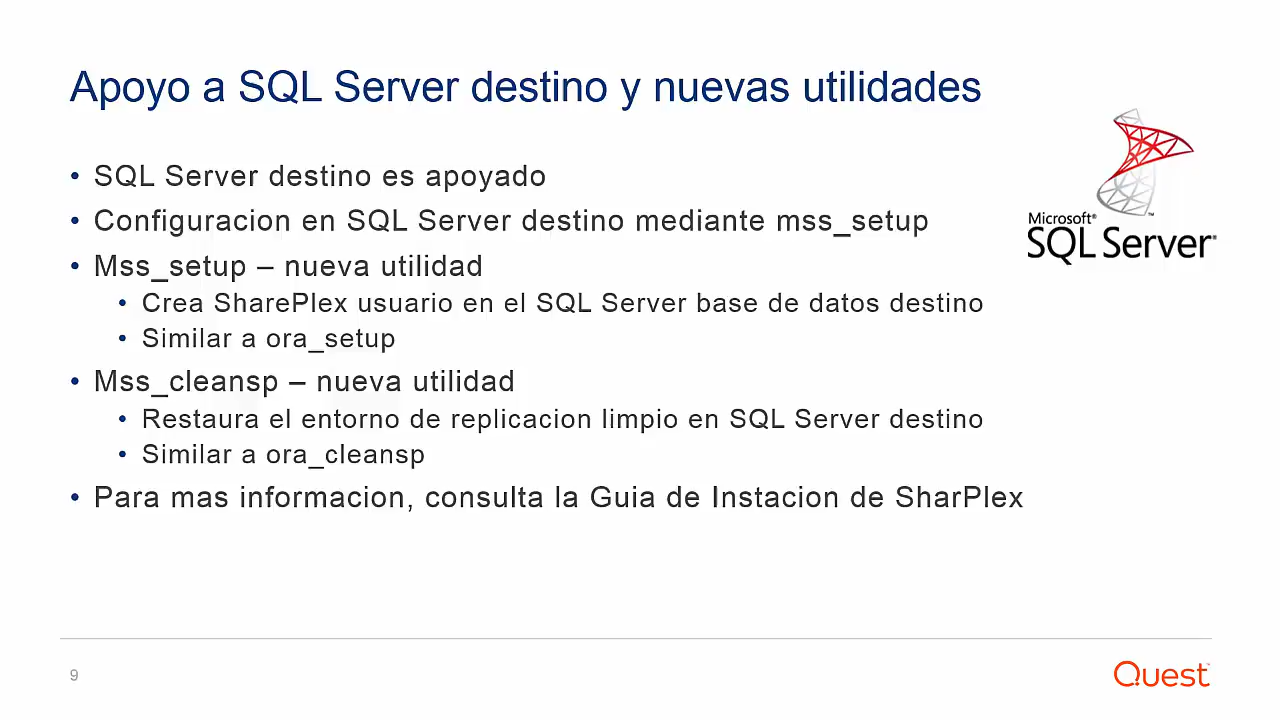 Apoyo a SQL Server destino y nuevas utilidades
• SQL Server destino es apoyado
• Configuracion en SQL Server destino mediante mss_setup
• Mss_setup – nueva utilidad
• Crea SharePlex usuario en el SQL Server base de datos destino
• Similar a ora_setup
• Mss_cleansp – nueva utilidad
• Restaura el entorno de replicacion limpio en SQL Server destino
• Similar a ora_cleansp
• Para mas informacion, consulta la Guia de Instacion de SharPlex
Microsoft®
SQL Server®
9
Quest